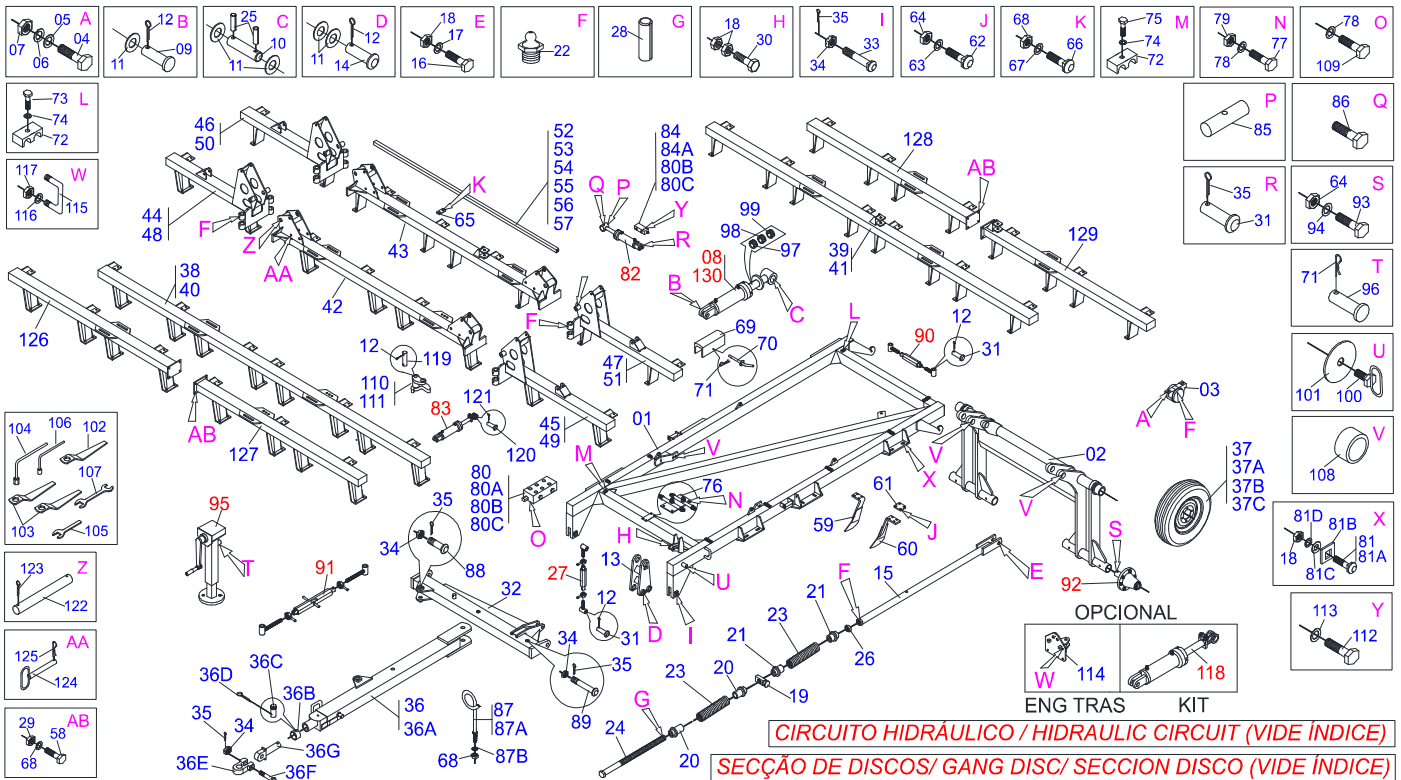 A
05
04
07
06
B
12
09
11
C
25
10
11
D
12
11
14
E
18
17
16
F
22
G
28
H
18
30
I
35
33
34
J
64
62
63
K
68
66
67
M
75
74
72
N
79
77
78
O
78
109
L
73
74
72
P
85
Q
86
W
117
116
115
R
35
31
S
64
93
94
T
71
96
U
101
100
V
108
X
81D
81B
81
81A
18
81C
Y
113
112
46
50
44
48
F
Z
AA
K
65
43
42
52
53
54
55
56
57
84
84A
80B
80C
Q
P
Y
R
82
99
98
97
08
130
B
C
128
AB
39
41
129
38
40
126
127
AB
12
119
110
111
83
121
120
F
47
51
45
49
69
70
71
L
90
12
31
01
V
M
76
N
X
59
61
60
J
V
02
V
A
03
F
37
37A
37B
37C
S
92
104
106
102
107
103
105
Z
123
122
AA
125
124
AB
29
58
68
95
T
91
80
80A
80B
80C
O
35
34
88
32
H
13
27
12
31
D
I
U
34
35
89
36C
36D
36B
36
36A
35
34
36G
36E
36F
87
87A
87B
68
24
G
20
23
20
19
21
23
21
26
F
15
E
OPCIONAL
W
114
118
ENG TRAS
KIT
CIRCUITO HIDRÁULICO / HIDRAULIC CIRCUIT (VIDE ÍNDICE)
SECÇÃO DE DISCOS/ GANG DISC/ SECCION DISCO (VIDE ÍNDICE)